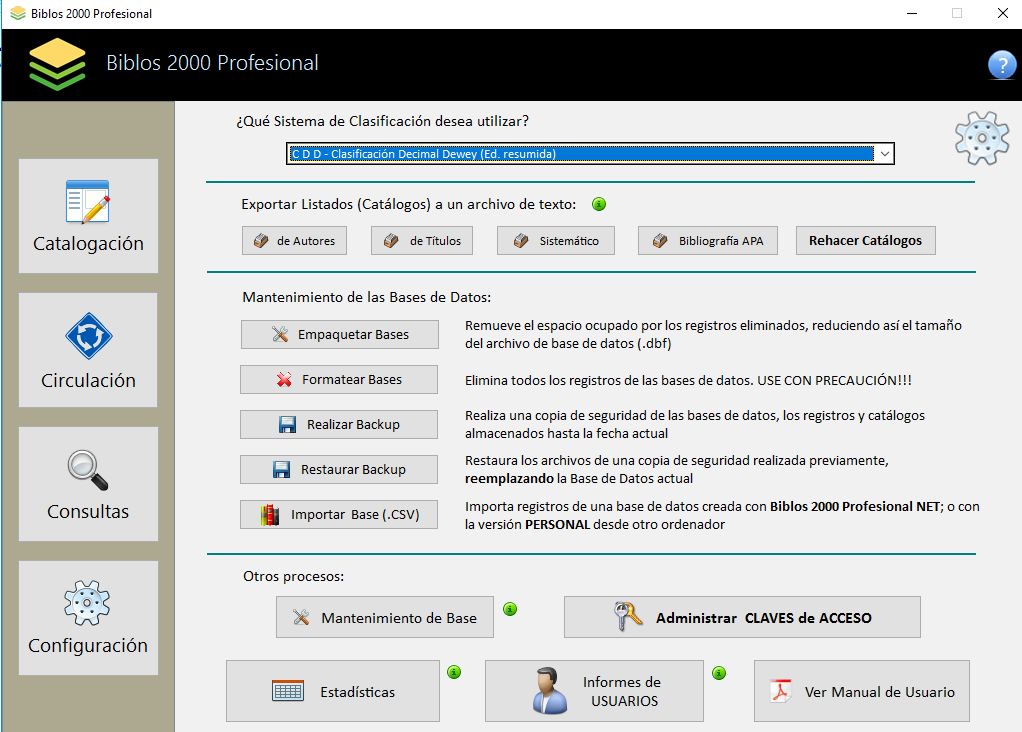 Biblos 2000 Profesional
Biblos 2000 Profesional
?
¿Qué Sistema de Clasificación desea utilizar?
C D D - Clasificación Decimal Dewey (Ed. resumida)
Catalogación
Circulación
Consultas
Configuración
Exportar Listados (Catálogos) a un archivo de texto:
de Autores
de Títulos
Sistemático
Bibliografía APA
Rehacer Catálogos
Mantenimiento de las Bases de Datos:
Empaquetar Bases
Remueve el espacio ocupado por los registros eliminados, reduciendo así el tamaño
del archivo de base de datos (.dbf)
Formatear Bases
Elimina todos los registros de las bases de datos. USE CON PRECAUCIÓN!!!
Realizar Backup
Realiza una copia de seguridad de las bases de datos, los registros y catálogos
almacenados hasta la fecha actual
Restaurar Backup
Restaura los archivos de una copia de seguridad realizada previamente,
reemplazando la Base de Datos actual
Importar Base (.CSV)
Importa registros de una base de datos creada con Biblos 2000 Profesional NET; o con
la versión PERSONAL desde otro ordenador
Otros procesos:
Mantenimiento de Base
Administrar CLAVES de ACCESO
Estadísticas
Informes de
USUARIOS
Ver Manual de Usuario